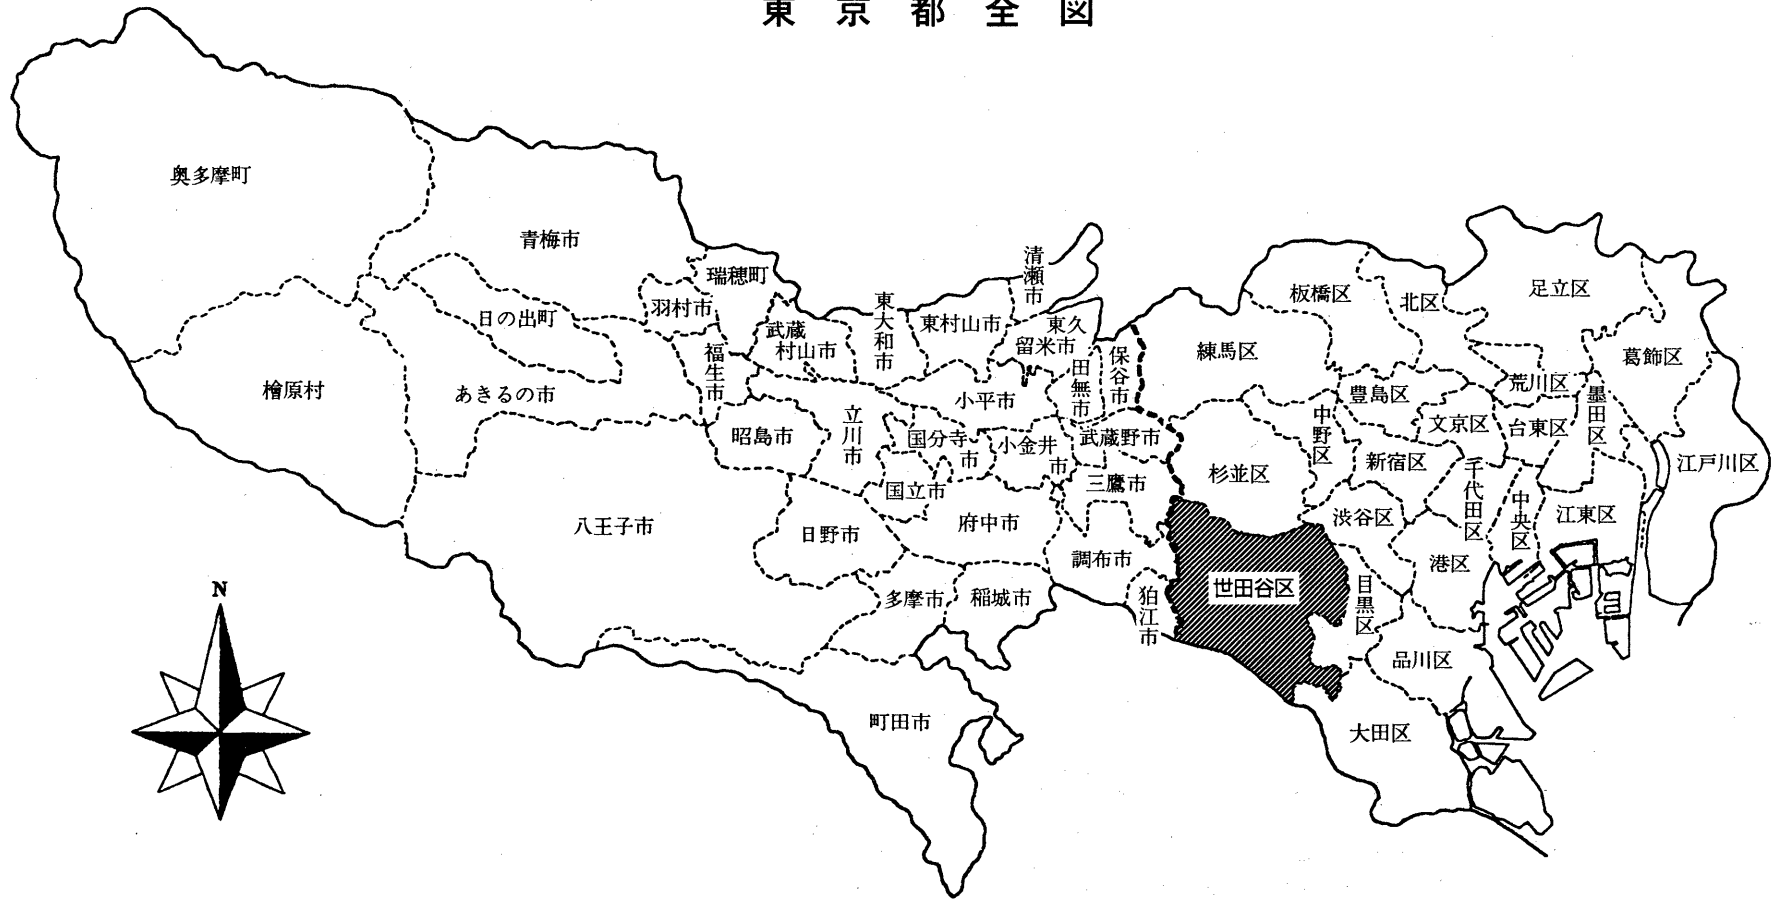 東京都全図
奥多摩町
青梅市
瑞穂町
羽村市
日の出町
檜原村
あきるの市
福生市
武蔵
村山市
東大和市
東村山市
清瀬市
東久
留米市
田無市
保谷市
小平市
立川市
昭島市
国分寺
市
小金井
市
武蔵野市
三鷹市
国立市
府中市
八王子市
日野市
調布市
狛江市
多摩市
稲城市
町田市
板橋区
北区
足立区
練馬区
葛飾区
豊島区
荒川区
墨田区
中野区
文京区
台東区
杉並区
新宿区
千代田区
江戸川区
渋谷区
中央区
江東区
港区
世田谷区
目黒区
品川区
大田区
N